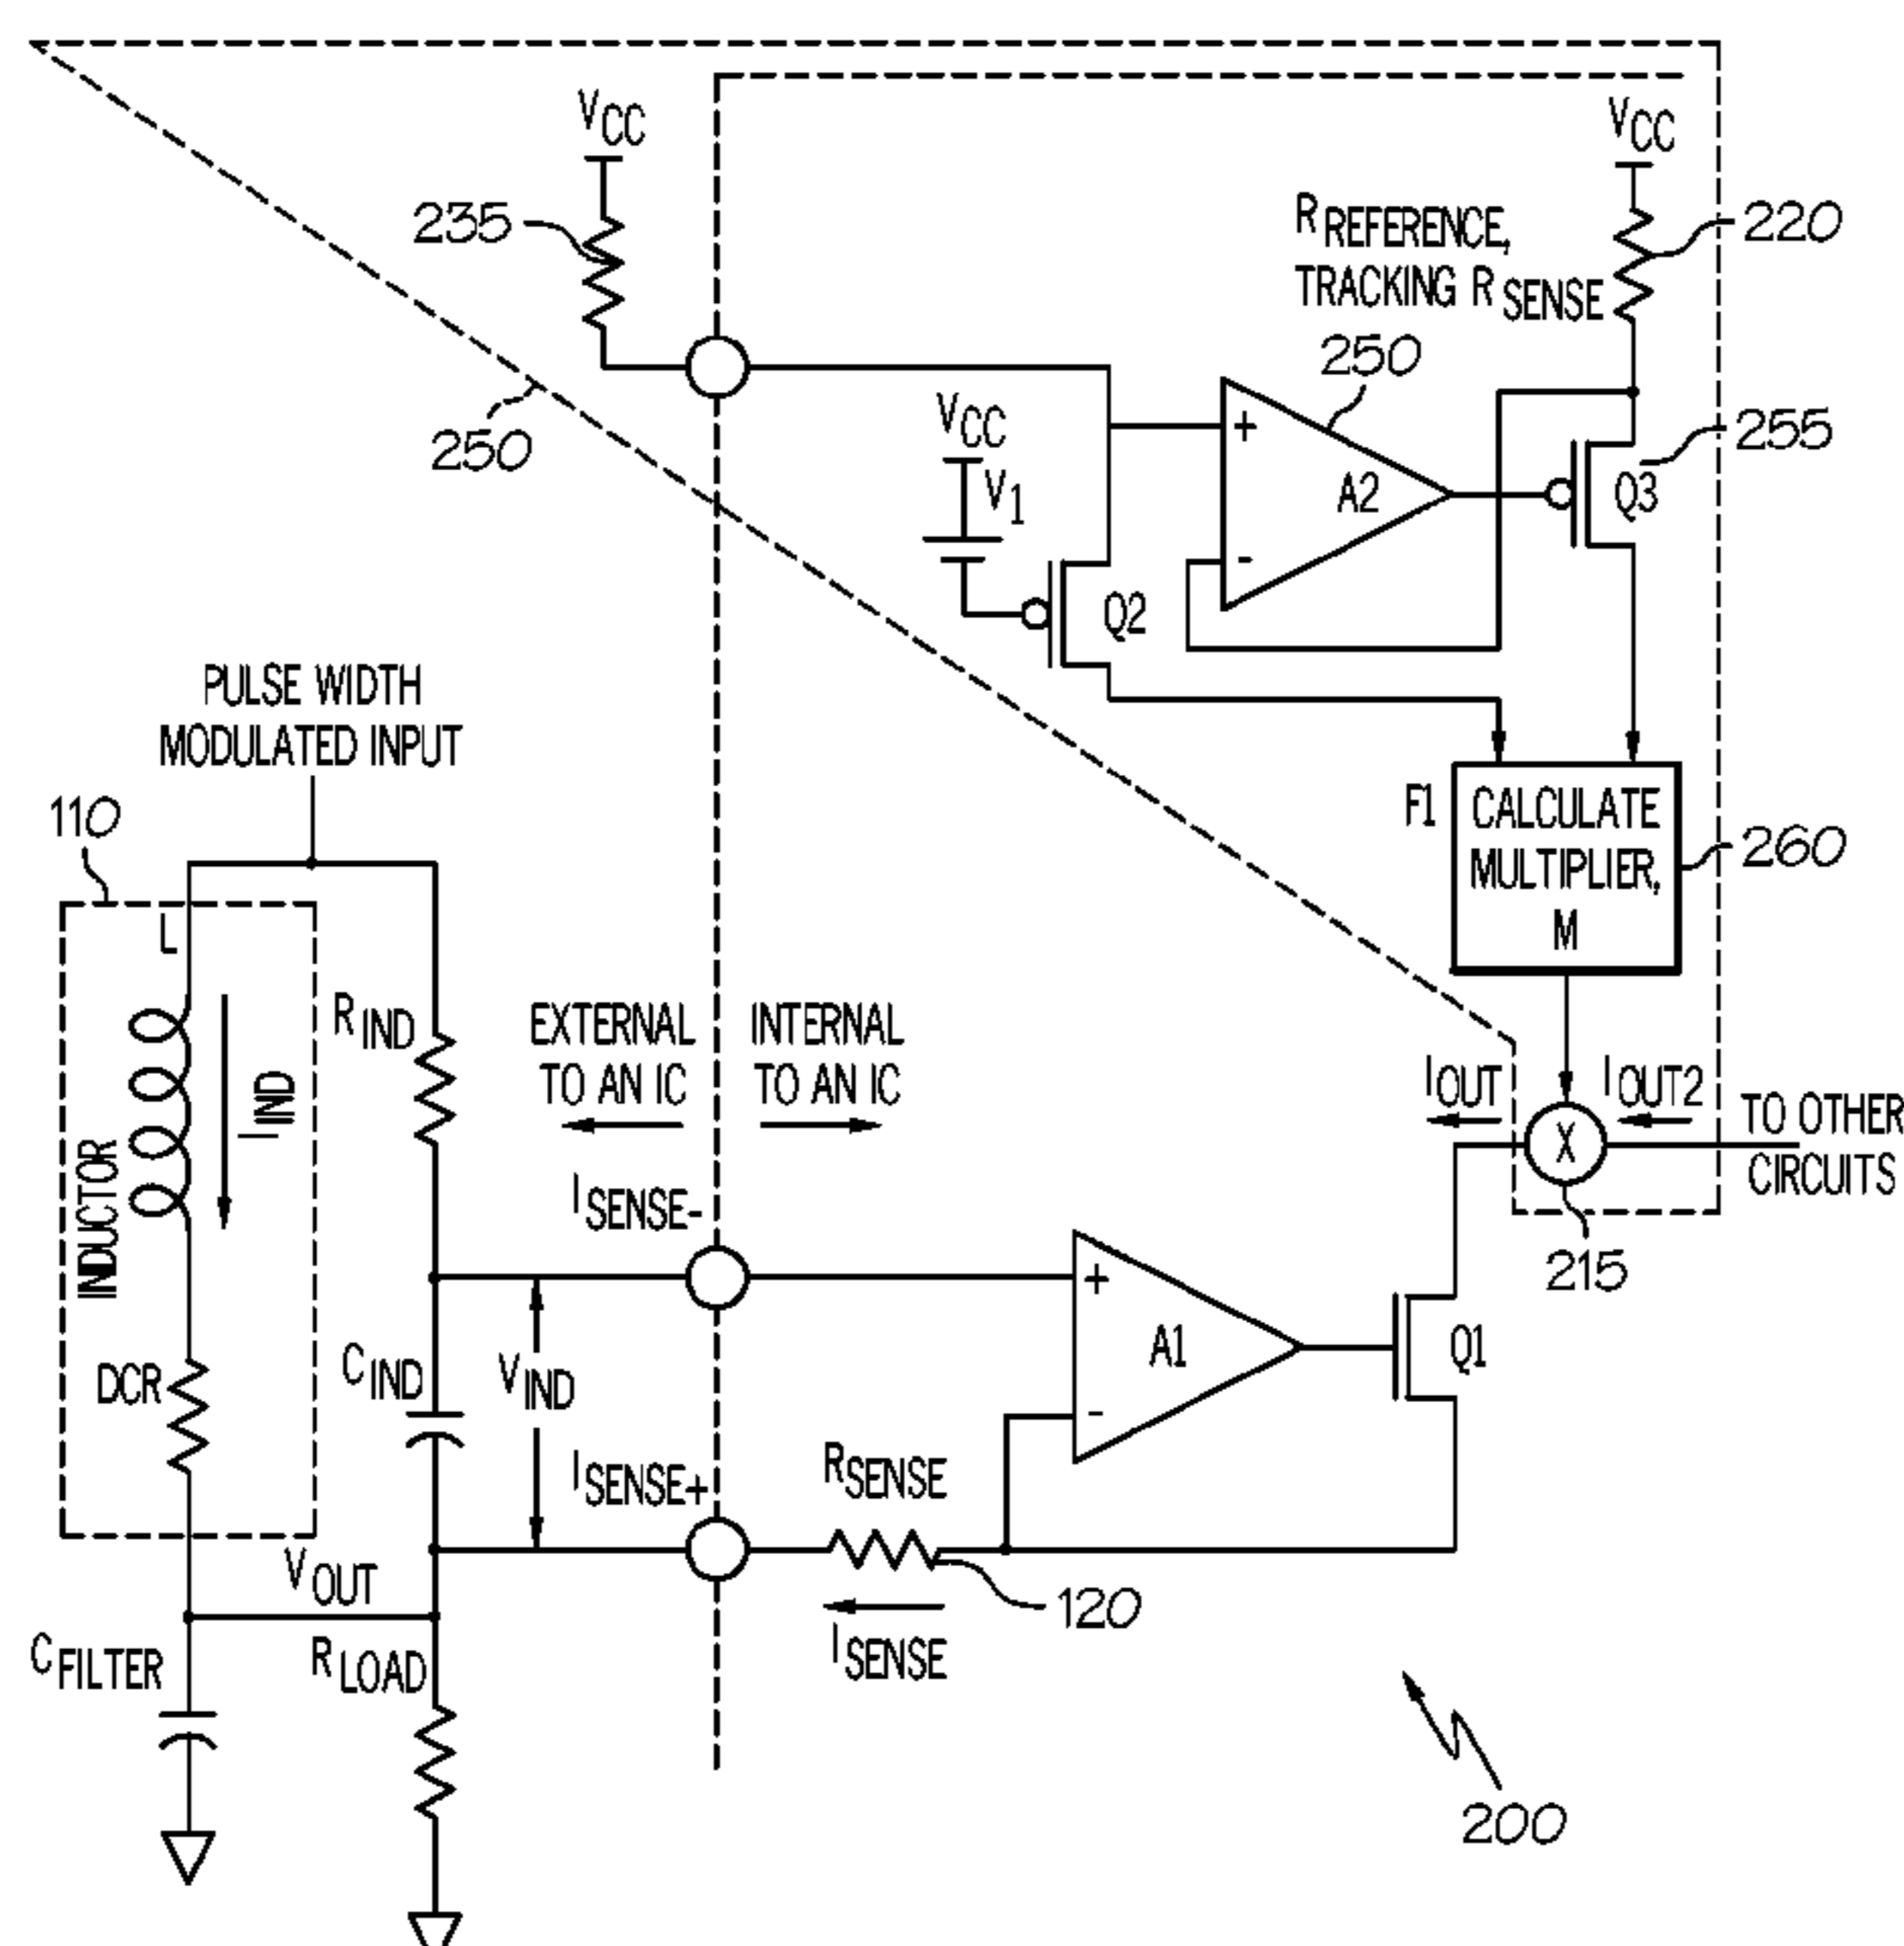 VCC
VCC
235
RREFERENCE,
TRACKING RSENSE
220
250
250
VCC
V1
+
-
A2
255
Q3
Q2
PULSE WIDTH
MODULATED INPUT
F1
CALCULATE
MULTIPLIER,
M
260
110
L
IIND
INDUCTOR
DCR
RIND
EXTERNAL
TO AN IC
INTERNAL
TO AN IC
IOUT
IOUT2
X
TO OTHER
CIRCUITS
215
ISENSE-
+
-
A1
Q1
CIND
VIND
ISENSE+
RSENSE
120
ISENSE
VOUT
CFILTER
RLOAD
200